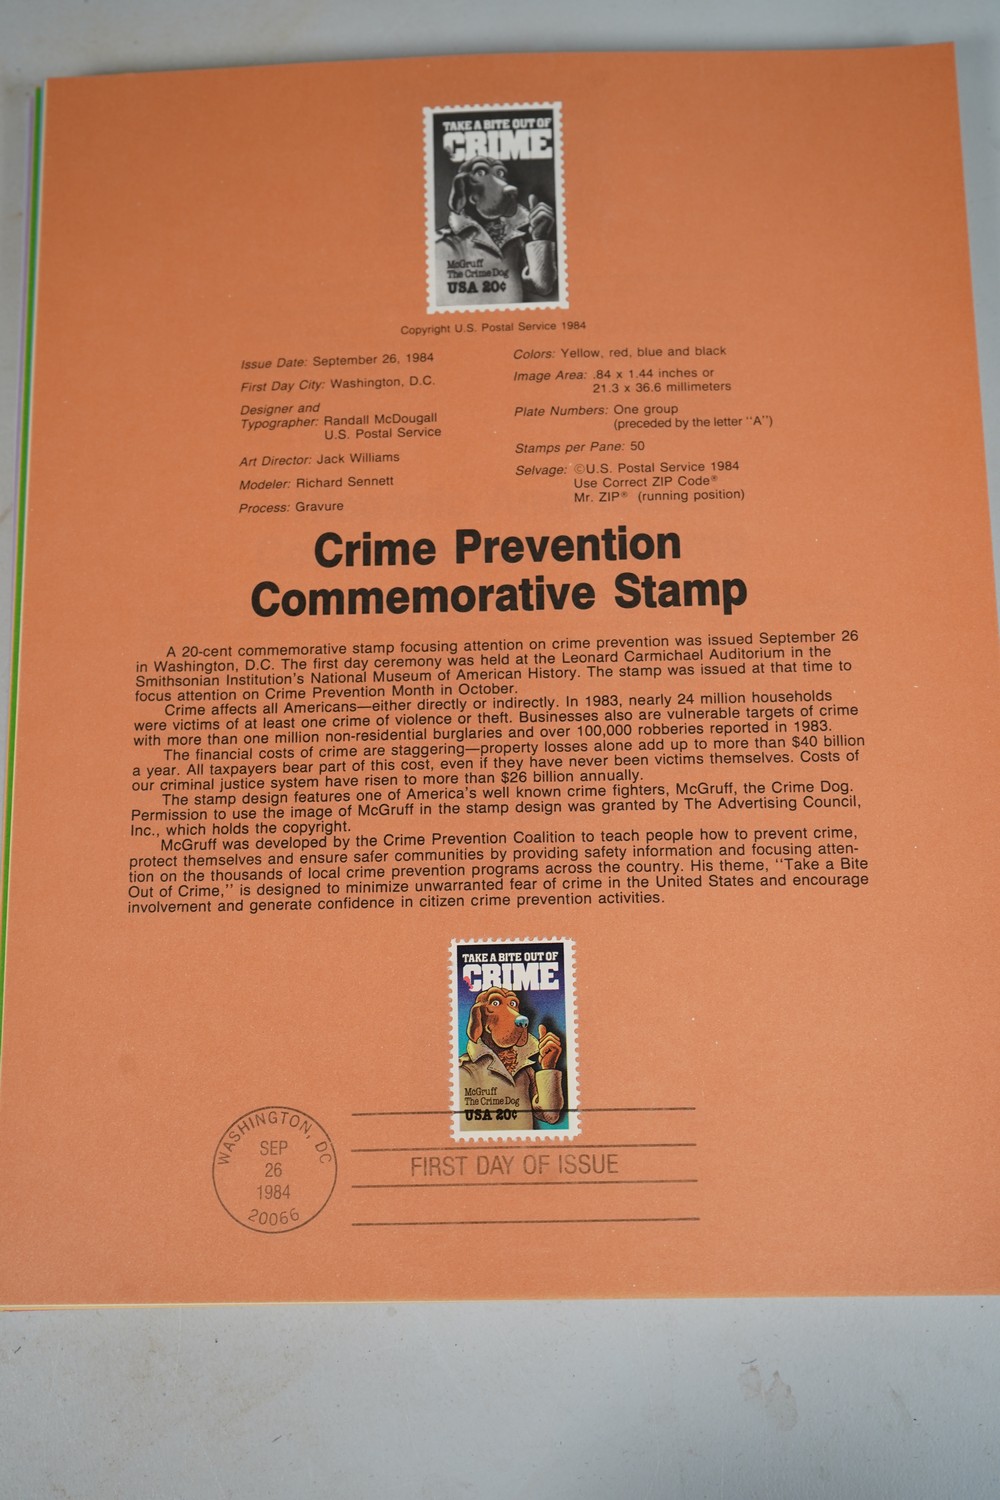 TAKE A BITE OUT OF
CRIME
McGruff
The Crime Dog
USA 20¢
Copyright U.S. Postal Service 1984
Issue Date: September 26, 1984
First Day City: Washington, D.C.
Designer and
Typographer: Randall McDougall
U.S. Postal Service
Art Director: Jack Williams
Modeler: Richard Sennett
Process: Gravure
Colors: Yellow, red, blue and black
Image Area: .84 x 1.44 inches or
21.3 x 36.6 millimeters
Plate Numbers: One group
(preceded by the letter "A")
Stamps per Pane: 50
Selvage: ©U.S. Postal Service 1984
Use Correct ZIP Code®
Mr. ZIP® (running position)
Crime Prevention
Commemorative Stamp
A 20-cent commemorative stamp focusing attention on crime prevention was issued September 26
in Washington, D.C. The first day ceremony was held at the Leonard Carmichael Auditorium in the
Smithsonian Institution's National Museum of American History. The stamp was issued at that time to
focus attention on Crime Prevention Month in October.
Crime affects all Americans—either directly or indirectly. In 1983, nearly 24 million households
were victims of at least one crime of violence or theft. Businesses also are vulnerable targets of crime
with more than one million non-residential burglaries and over 100,000 robberies reported in 1983.
The financial costs of crime are staggering—property losses alone add up to more than $40 billion
a year. All taxpayers bear part of this cost, even if they have never been victims themselves. Costs of
our criminal justice system have risen to more than $26 billion annually.
The stamp design features one of America's well known crime fighters, McGruff, the Crime Dog.
Permission to use the image of McGruff in the stamp design was granted by The Advertising Council,
Inc., which holds the copyright.
McGruff was developed by the Crime Prevention Coalition to teach people how to prevent crime,
protect themselves and ensure safer communities by providing safety information and focusing atten-
tion on the thousands of local crime prevention programs across the country. His theme, "Take a Bite
Out of Crime," is designed to minimize unwarranted fear of crime in the United States and encourage
involvement and generate confidence in citizen crime prevention activities.
TAKE A BITE OUT OF
CRIME
McGruff
The Crime Dog
USA 20¢
WASHINGTON, DC
SEP
26
1984
20066
FIRST DAY OF ISSUE